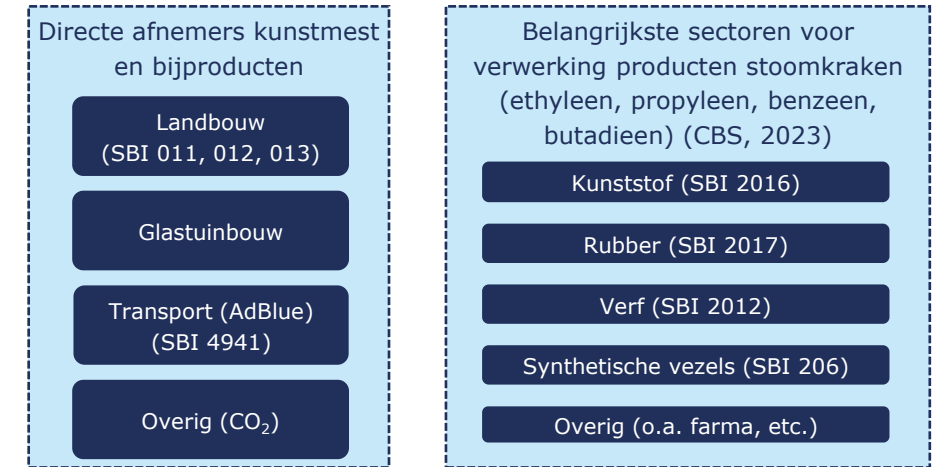 Directe afnemers kunstmest
en bijproducten
Landbouw
(SBI 011, 012, 013)
Glastuinbouw
Transport (AdBlue)
(SBI 4941)
Overig (CO₂)
Belangrijkste sectoren voor
verwerking producten stoomkraken
(ethyleen, propyleen, benzeen,
butadieen) (CBS, 2023)
Kunststof (SBI 2016)
Rubber (SBI 2017)
Verf (SBI 2012)
Synthetische vezels (SBI 206)
Overig (o.a. farma, etc.)